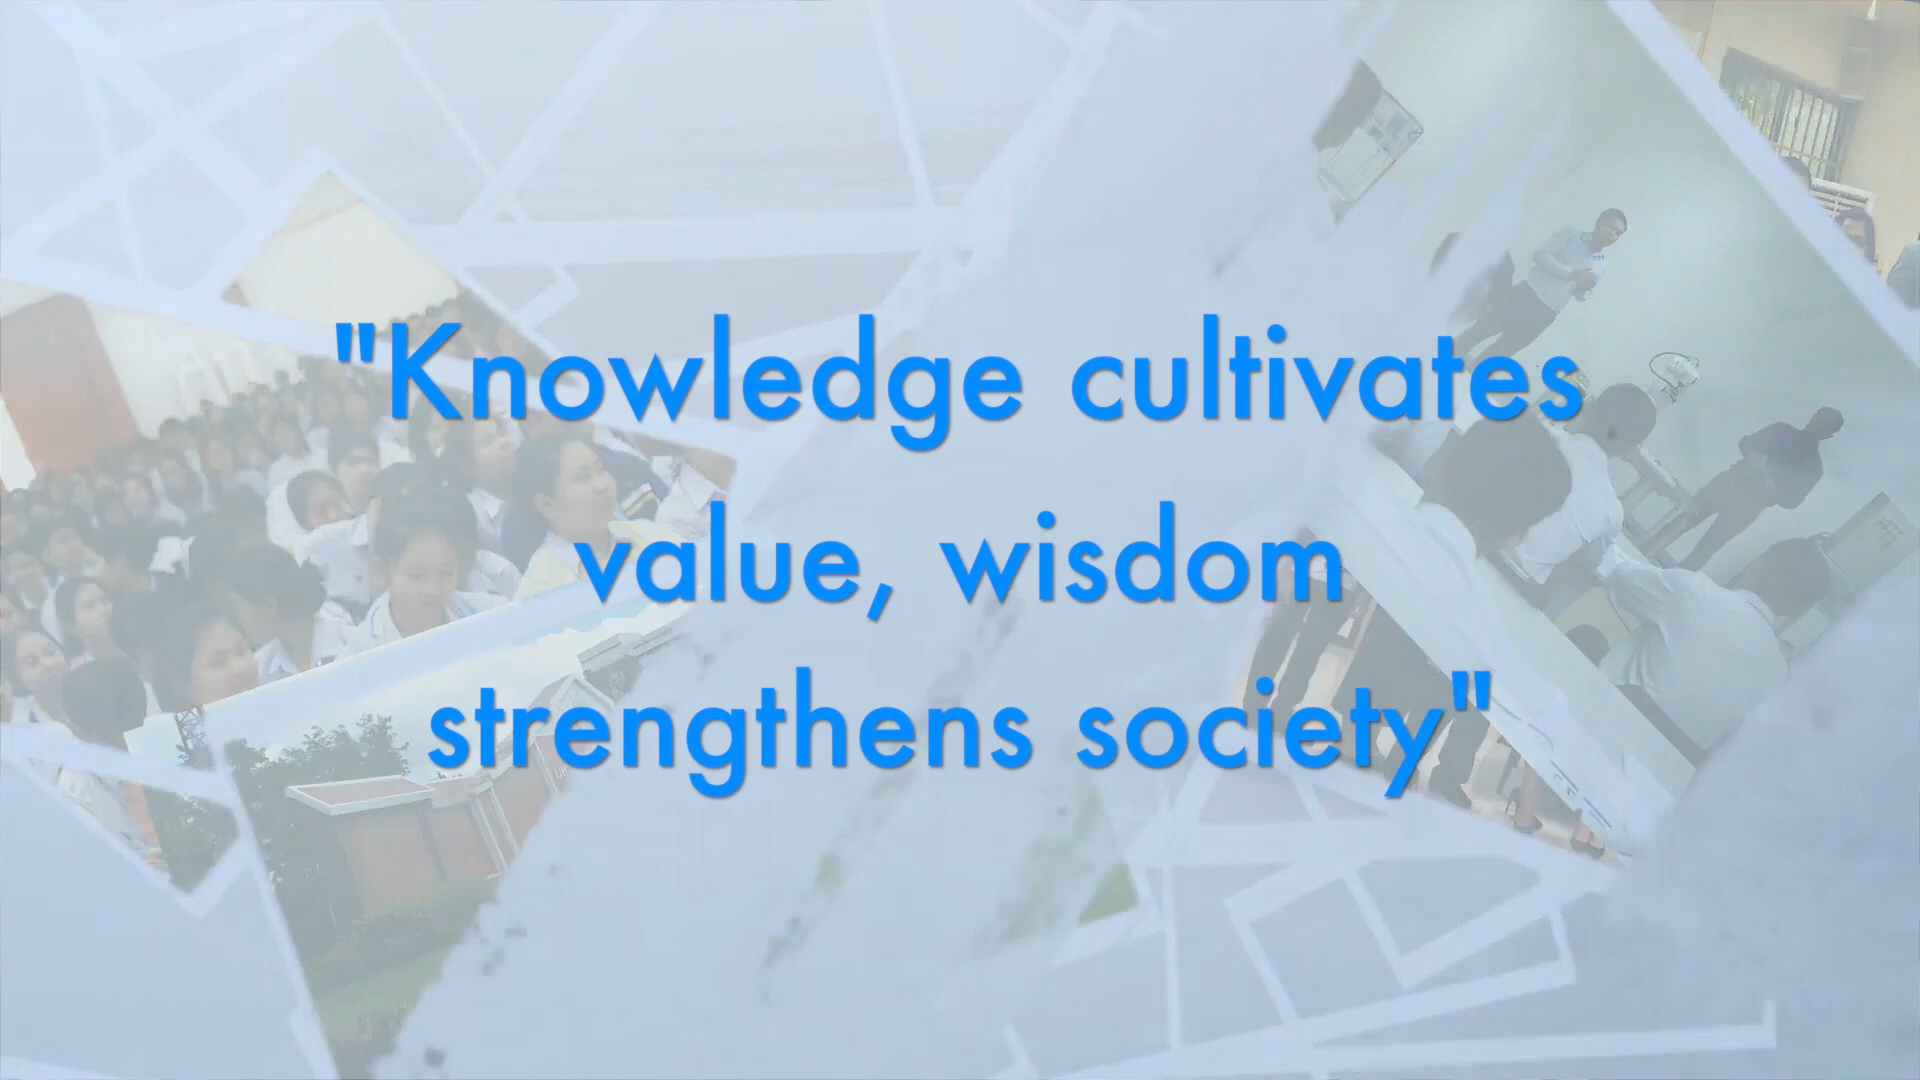 "Knowledge cultivates
value, wisdom
strengthens society"